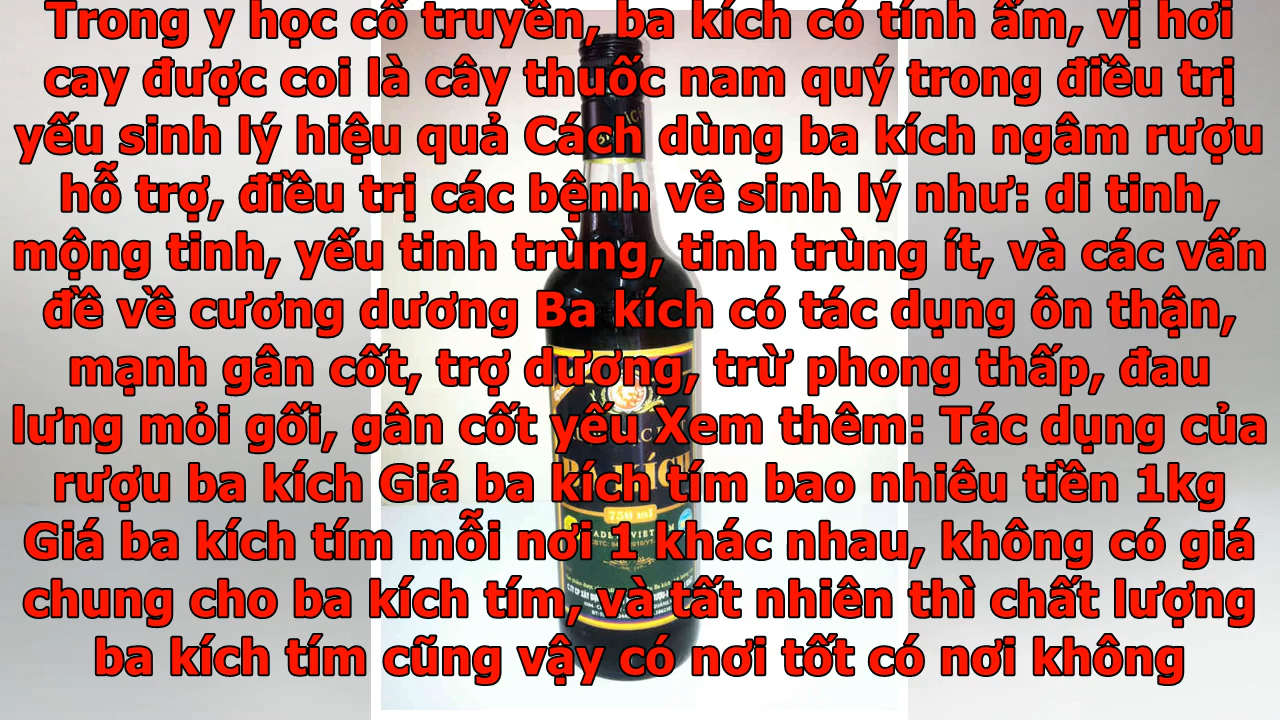 Trong y học cổ truyền, ba kích có tính ấm, vị hơi
cay được coi là cây thuốc nam quý trong điều trị
yếu sinh lý hiệu quả Cách dùng ba kích ngâm rượu
hỗ trợ, điều trị các bệnh về sinh lý như: di tinh,
mộng tinh, yếu tinh trùng, tinh trùng ít, và các vấn
đề về cương dương Ba kích có tác dụng ôn thận,
mạnh gân cốt, trợ dương, trừ phong thấp, đau
lưng mỏi gối, gân cốt yếu Xem thêm: Tác dụng của
rượu ba kích Giá ba kích tím bao nhiêu tiền 1kg
Giá ba kích tím mỗi nơi 1 khác nhau, không có giá
chung cho ba kích tím, và tất nhiên thì chất lượng
ba kích tím cũng vậy có nơi tốt có nơi không
750 ml